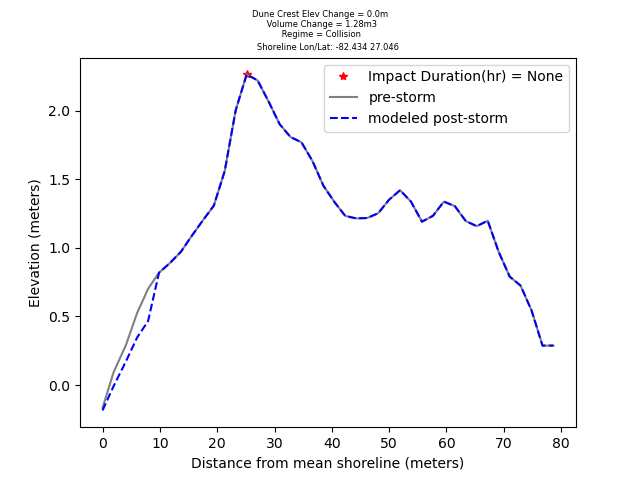 Dune Crest Elev Change = 0.0m
Volume Change = 1.28m3
Regime = Collision
Shoreline Lon/Lat: -82.434 27.046
Impact Duration(hr) = None
pre-storm
modeled post-storm
Elevation (meters)
2.0
1.5
1.0
0.5
0.0
0 10 20 30 40 50 60 70 80
Distance from mean shoreline (meters)